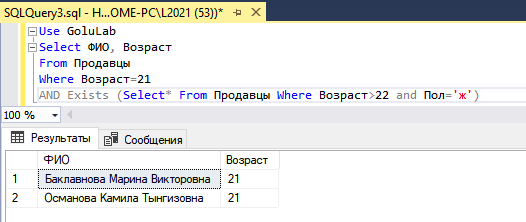 SQLQuery3.sql - H...OME-PC\L2021 (53))*
Use GoluLab
Select ФИО, Возраст
From Продавцы
Where Возраст=21
AND Exists (Select* From Продавцы Where Возраст>22 and Пол='ж')
100 %
Результаты Сообщения
ФИО Возраст
1 Баклавнова Марина Викторовна 21
2 Османова Камила Тынгизовна 21